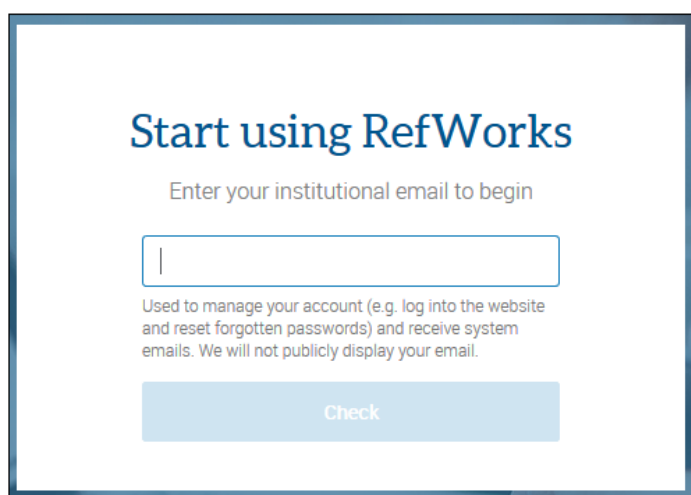 Start using RefWorks
Enter your institutional email to begin
Used to manage your account (e.g. log into the website
and reset forgotten passwords) and receive system
emails. We will not publicly display your email.
Check